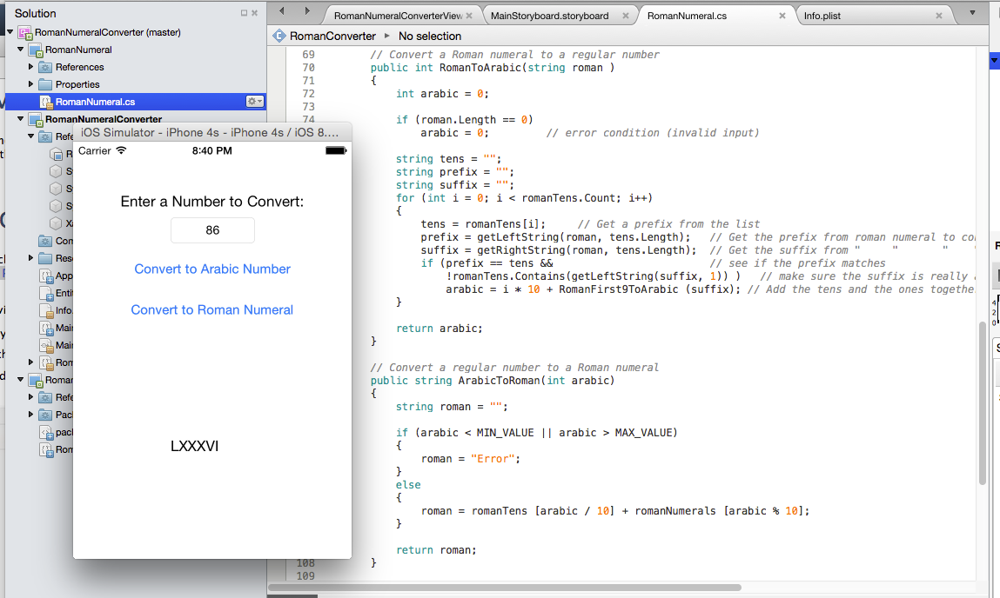 Solution
RomanNumeralConverter (master)
RomanNumeral
References
Properties
RomanNumeral.cs
RomanNumeralConverter
Refe
R
S
S
S
Xa
Con
Reso
App
Entit
Info.
Main
Main
Rom
Roman
Refe
Pac
pac
Rom
iOS Simulator - iPhone 4s - iPhone 4s / iOS 8....
Carrier 8:40 PM
Enter a Number to Convert:
86
Convert to Arabic Number
Convert to Roman Numeral
LXXXVI
RomanNumeralConverterView MainStoryboard.storyboard RomanNumeral.cs Info.plist
RomanConverter No selection
69 // Convert a Roman numeral to a regular number
70 public int RomanToArabic(string roman )
71 {
72 int arabic = 0;
73
74 if (roman.Length == 0)
arabic = 0; // error condition (invalid input)
string tens = "";
string prefix = "";
string suffix = "";
for (int i = 0; i < romanTens.Count; i++)
{
tens = romanTens[i]; // Get a prefix from the list
prefix = getLeftString(roman, tens.Length); // Get the prefix from roman numeral to co
suffix = getRightString(roman, tens.Length); // Get the suffix from " " "
if (prefix == tens && // see if the prefix matches
!romanTens.Contains(getLeftString(suffix, 1)) ) // make sure the suffix is really
arabic = i * 10 + RomanFirst9ToArabic (suffix); // Add the tens and the ones together
}
return arabic;
}
// Convert a regular number to a Roman numeral
public string ArabicToRoman(int arabic)
{
string roman = "";
if (arabic < MIN_VALUE || arabic > MAX_VALUE)
{
roman = "Error";
}
else
{
roman = romanTens [arabic / 10] + romanNumerals [arabic % 10];
}
return roman;
108 }
109